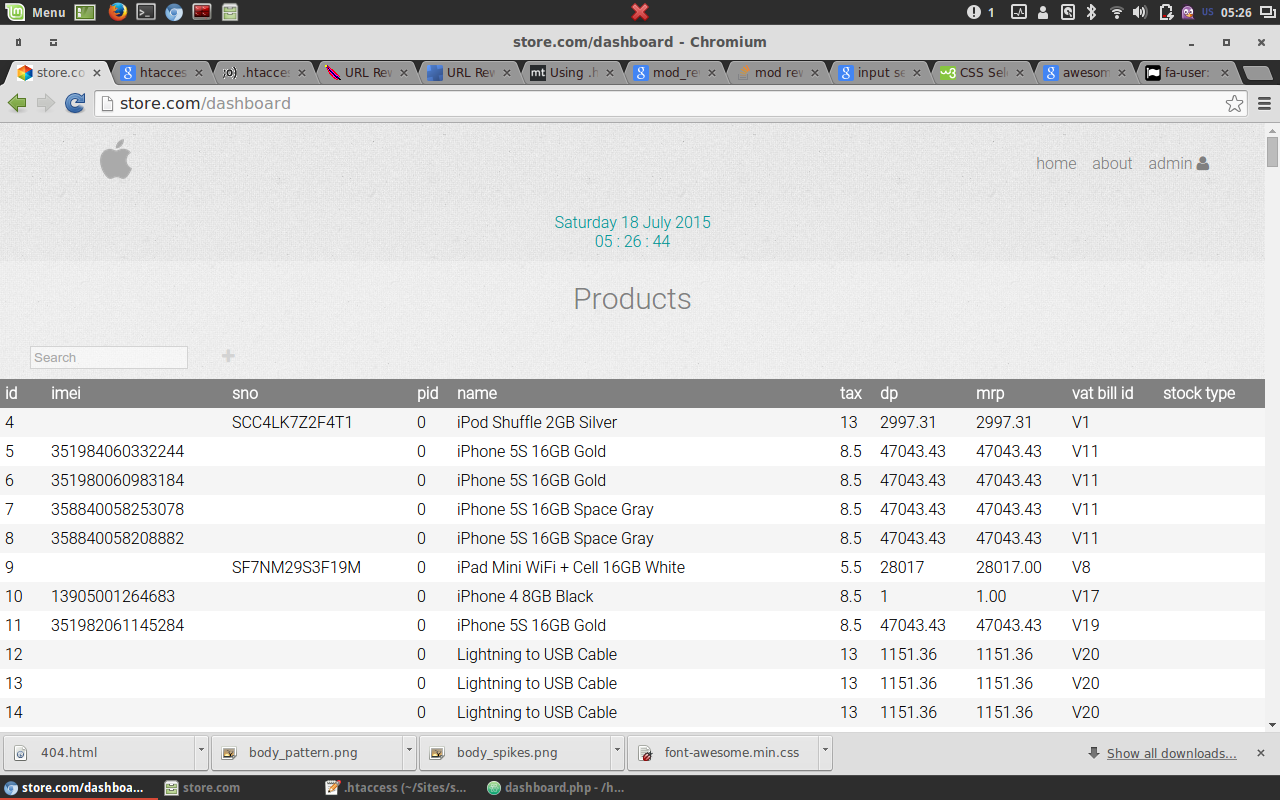 Menu 1 US 05:26
store.com/dashboard - Chromium
store.co htacces .htacces URL Rew URL Rew Using .h mod_re mod rew input se CSS Sele awesom fa-user:
store.com/dashboard
home about admin
Saturday 18 July 2015
05 : 26 : 44
Products
Search
id imei sno pid name tax dp mrp vat bill id stock type
4 SCC4LK7Z2F4T1 0 iPod Shuffle 2GB Silver 13 2997.31 2997.31 V1
5 351984060332244 0 iPhone 5S 16GB Gold 8.5 47043.43 47043.43 V11
6 351980060983184 0 iPhone 5S 16GB Gold 8.5 47043.43 47043.43 V11
7 358840058253078 0 iPhone 5S 16GB Space Gray 8.5 47043.43 47043.43 V11
8 358840058208882 0 iPhone 5S 16GB Space Gray 8.5 47043.43 47043.43 V11
9 SF7NM29S3F19M 0 iPad Mini WiFi + Cell 16GB White 5.5 28017 28017.00 V8
10 13905001264683 0 iPhone 4 8GB Black 8.5 1 1.00 V17
11 351982061145284 0 iPhone 5S 16GB Gold 8.5 47043.43 47043.43 V19
12 0 Lightning to USB Cable 13 1151.36 1151.36 V20
13 0 Lightning to USB Cable 13 1151.36 1151.36 V20
14 0 Lightning to USB Cable 13 1151.36 1151.36 V20
404.html body_pattern.png body_spikes.png font-awesome.min.css Show all downloads...
store.com/dashboa... store.com .htaccess (~/Sites/s... dashboard.php - /h...